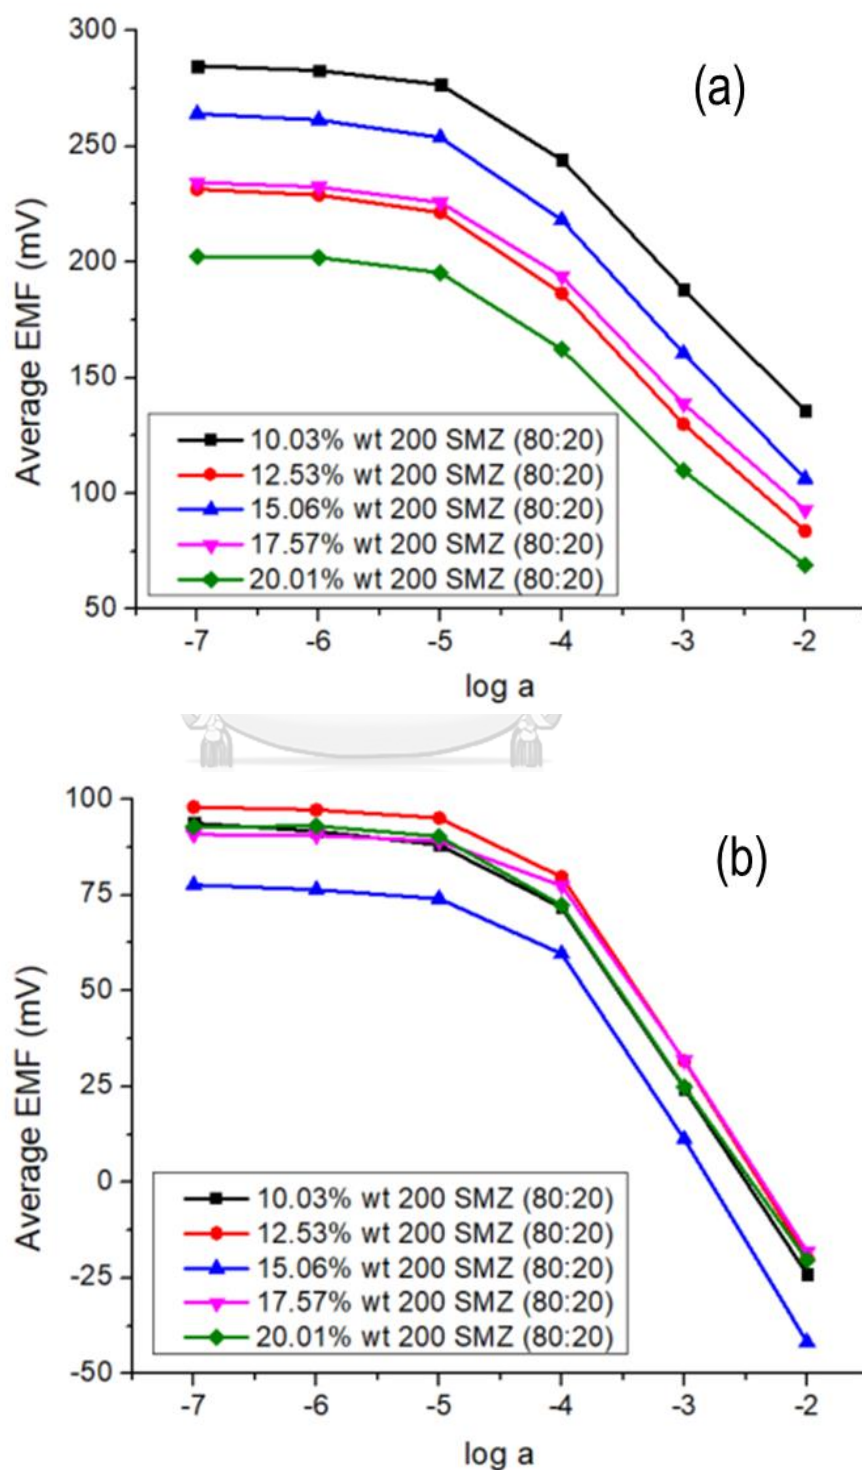 300
(a)
250
200
150
100
50
Average EMF (mV)
10.03% wt 200 SMZ (80:20)
12.53% wt 200 SMZ (80:20)
15.06% wt 200 SMZ (80:20)
17.57% wt 200 SMZ (80:20)
20.01% wt 200 SMZ (80:20)
-7 -6 -5 -4 -3 -2
log a
100
(b)
75
50
25
0
-25
-50
Average EMF (mV)
10.03% wt 200 SMZ (80:20)
12.53% wt 200 SMZ (80:20)
15.06% wt 200 SMZ (80:20)
17.57% wt 200 SMZ (80:20)
20.01% wt 200 SMZ (80:20)
-7 -6 -5 -4 -3 -2
log a